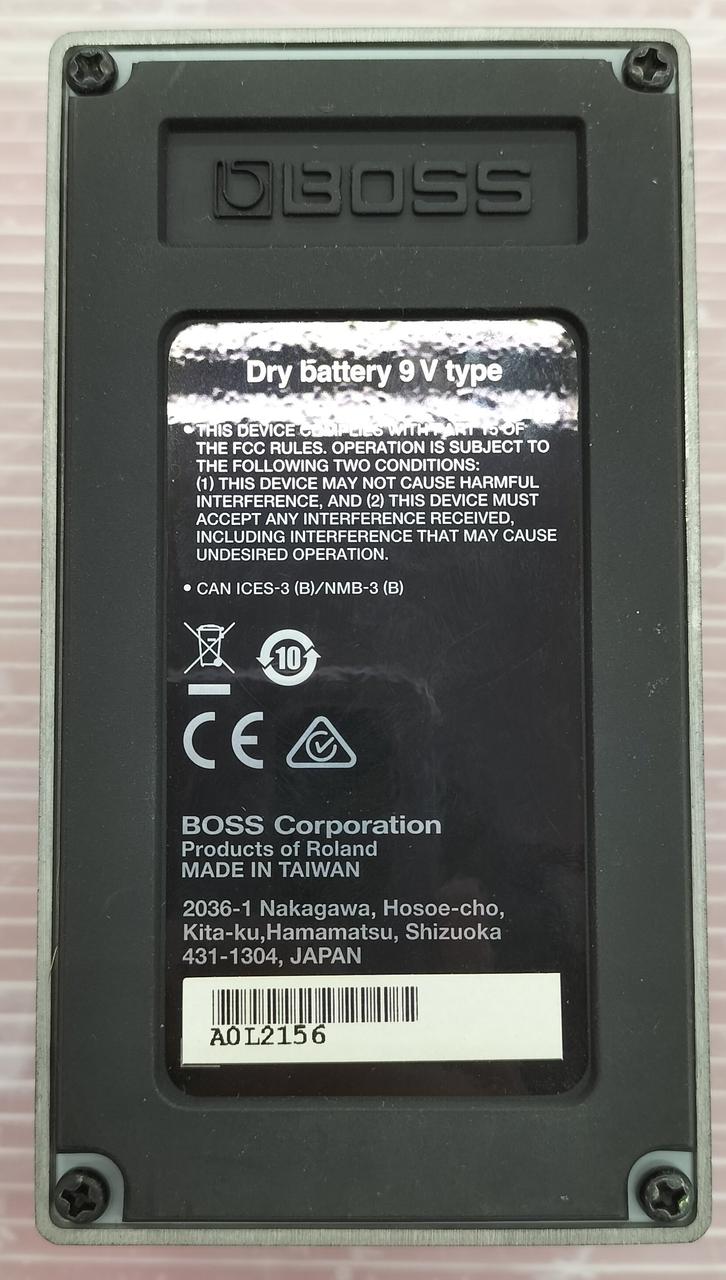 BOSS
Dry battery 9 V type
• THIS DEVICE COMPLIES WITH PART 15 OF
THE FCC RULES. OPERATION IS SUBJECT TO
THE FOLLOWING TWO CONDITIONS:
(1) THIS DEVICE MAY NOT CAUSE HARMFUL
INTERFERENCE, AND (2) THIS DEVICE MUST
ACCEPT ANY INTERFERENCE RECEIVED,
INCLUDING INTERFERENCE THAT MAY CAUSE
UNDESIRED OPERATION.
• CAN ICES-3 (B)/NMB-3 (B)
10
CE
BOSS Corporation
Products of Roland
MADE IN TAIWAN
2036-1 Nakagawa, Hosoe-cho,
Kita-ku,Hamamatsu, Shizuoka
431-1304, JAPAN
A0L2156